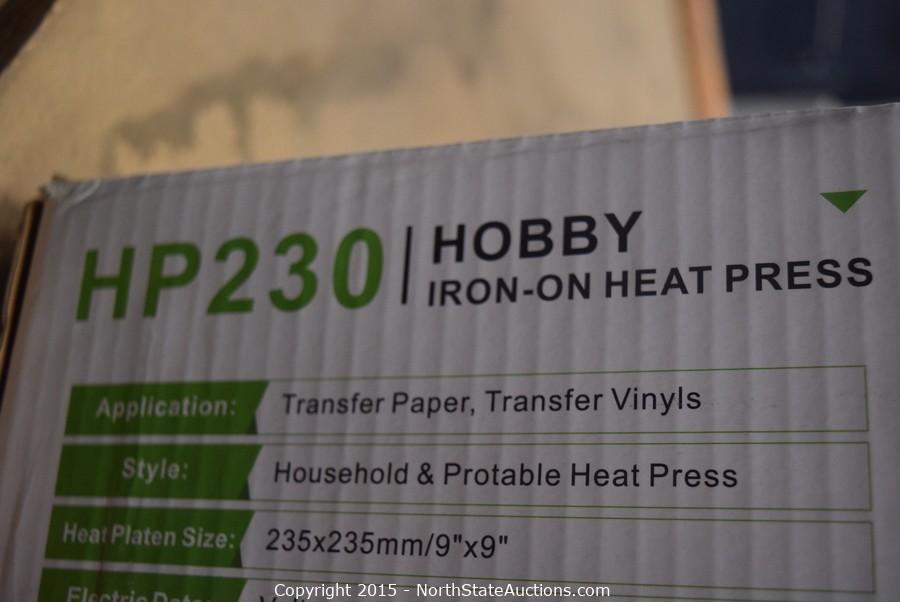 HP230 HOBBY
IRON-ON HEAT PRESS
Application: Transfer Paper, Transfer Vinyls
Style: Household & Protable Heat Press
Heat Platen Size: 235x235mm/9"x9"
Copyright 2015 - NorthStateAuctions.com